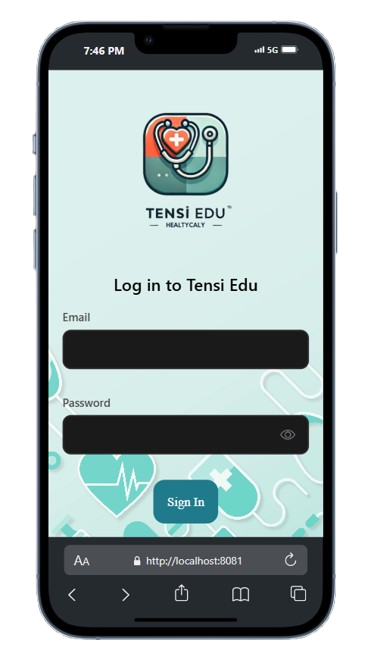 7:46 PM 5G
TENSi EDU™
HEALTYCALY
Log in to Tensi Edu
Email
Password
Sign In
AA http://localhost:8081